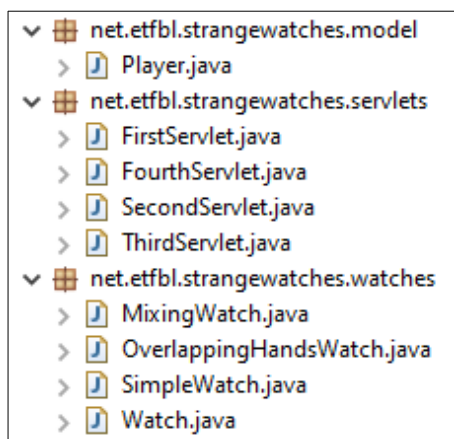 net.etfbl.strangewatches.model
Player.java
net.etfbl.strangewatches.servlets
FirstServlet.java
FourthServlet.java
SecondServlet.java
ThirdServlet.java
net.etfbl.strangewatches.watches
MixingWatch.java
OverlappingHandsWatch.java
SimpleWatch.java
Watch.java